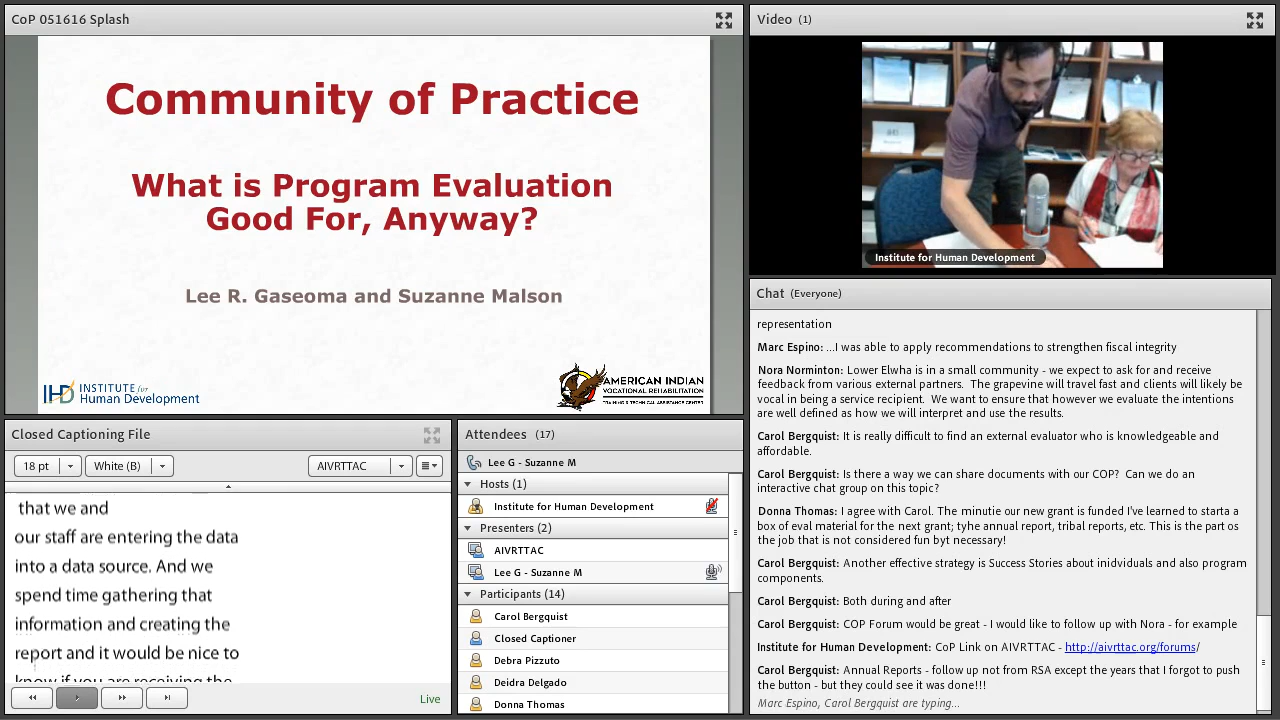 CoP 051616 Splash
Community of Practice
What is Program Evaluation
Good For, Anyway?
Lee R. Gaseoma and Suzanne Malson
IHD
INSTITUTE for
Human Development
AMERICAN INDIAN
VOCATIONAL REHABILITATION
TRAINING & TECHNICAL ASSISTANCE CENTER
Video (1)
Institute for Human Development
Chat (Everyone)
representation
Marc Espino: ...I was able to apply recommendations to strengthen fiscal integrity
Nora Norminton: Lower Elwha is in a small community - we expect to ask for and receive
feedback from various external partners. The grapevine will travel fast and clients will likely be
vocal in being a service recipient. We want to ensure that however we evaluate the intentions
are well defined as how we will interpret and use the results.
Carol Bergquist: It is really difficult to find an external evaluator who is knowledgeable and
affordable.
Carol Bergquist: Is there a way we can share documents with our COP? Can we do an
interactive chat group on this topic?
Donna Thomas: I agree with Carol. The minutie our new grant is funded I've learned to starta a
box of eval material for the next grant; tyhe annual report, tribal reports, etc. This is the part os
the job that is not considered fun byt necessary!
Carol Bergquist: Another effective strategy is Success Stories about inidividuls and also program
components.
Carol Bergquist: Both during and after
Carol Bergquist: COP Forum would be great - I would like to follow up with Nora - for example
Institute for Human Development: CoP Link on AIVRTTAC - http://aivrttac.org/forums/
Carol Bergquist: Annual Reports - follow up not from RSA except the years that I forgot to push
the button - but they could see it was done!!!
Marc Espino, Carol Bergquist are typing...
Closed Captioning File
18 pt
White (B)
AIVRTTAC
that we and
our staff are entering the data
into a data source. And we
spend time gathering that
information and creating the
report and it would be nice to
know if you are receiving the
Live
Attendees (17)
Lee G - Suzanne M
Hosts (1)
Institute for Human Development
Presenters (2)
AIVRTTAC
Lee G - Suzanne M
Participants (14)
Carol Bergquist
Closed Captioner
Debra Pizzuto
Deidra Delgado
Donna Thomas